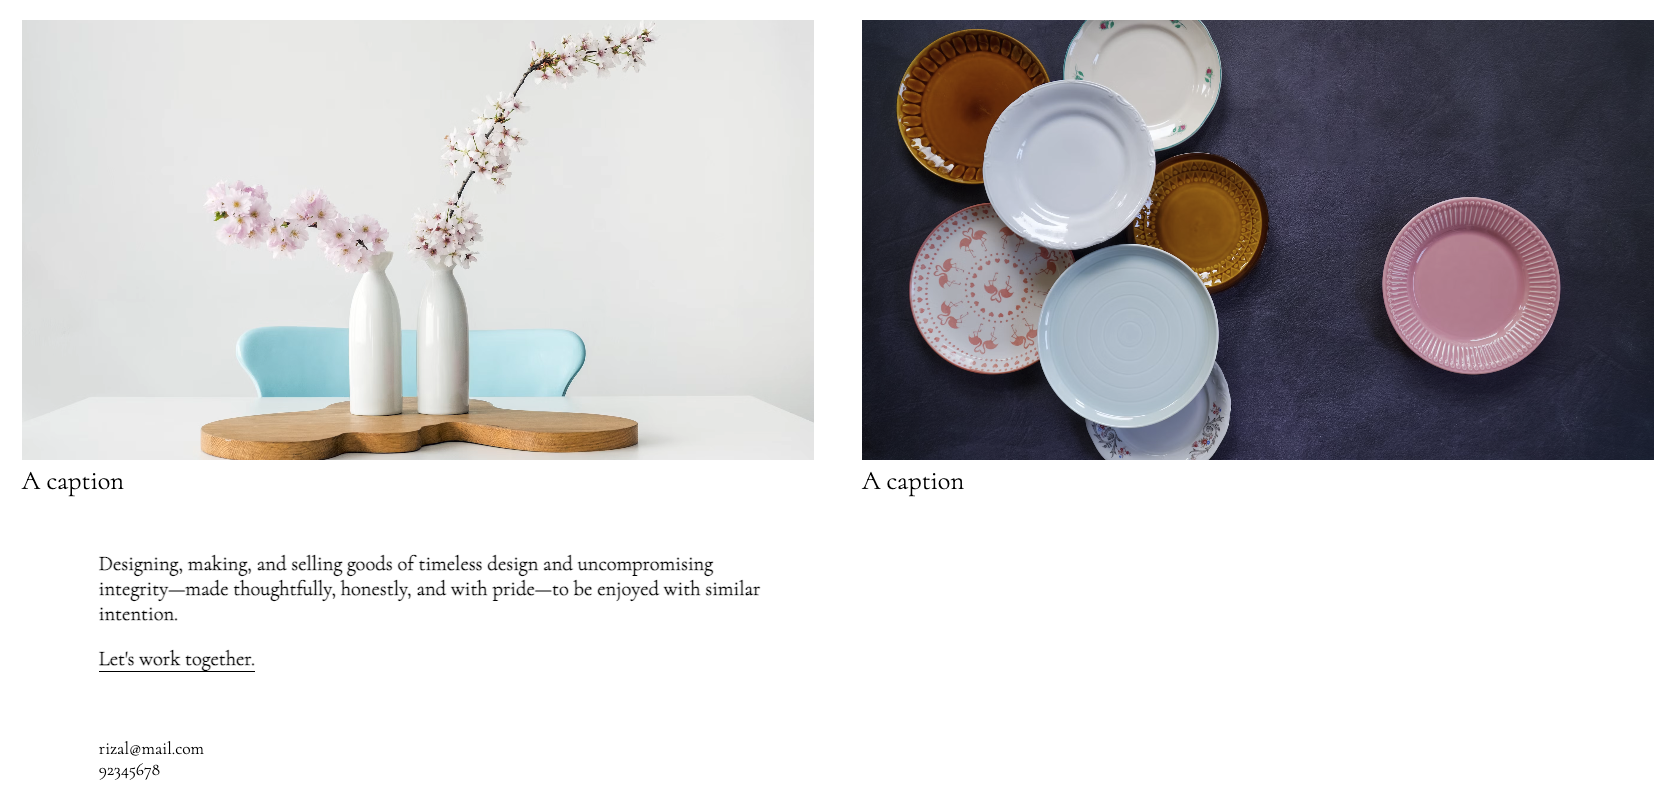 A caption
A caption
Designing, making, and selling goods of timeless design and uncompromising
integrity—made thoughtfully, honestly, and with pride—to be enjoyed with similar
intention.
Let's work together.
rizal@mail.com
92345678